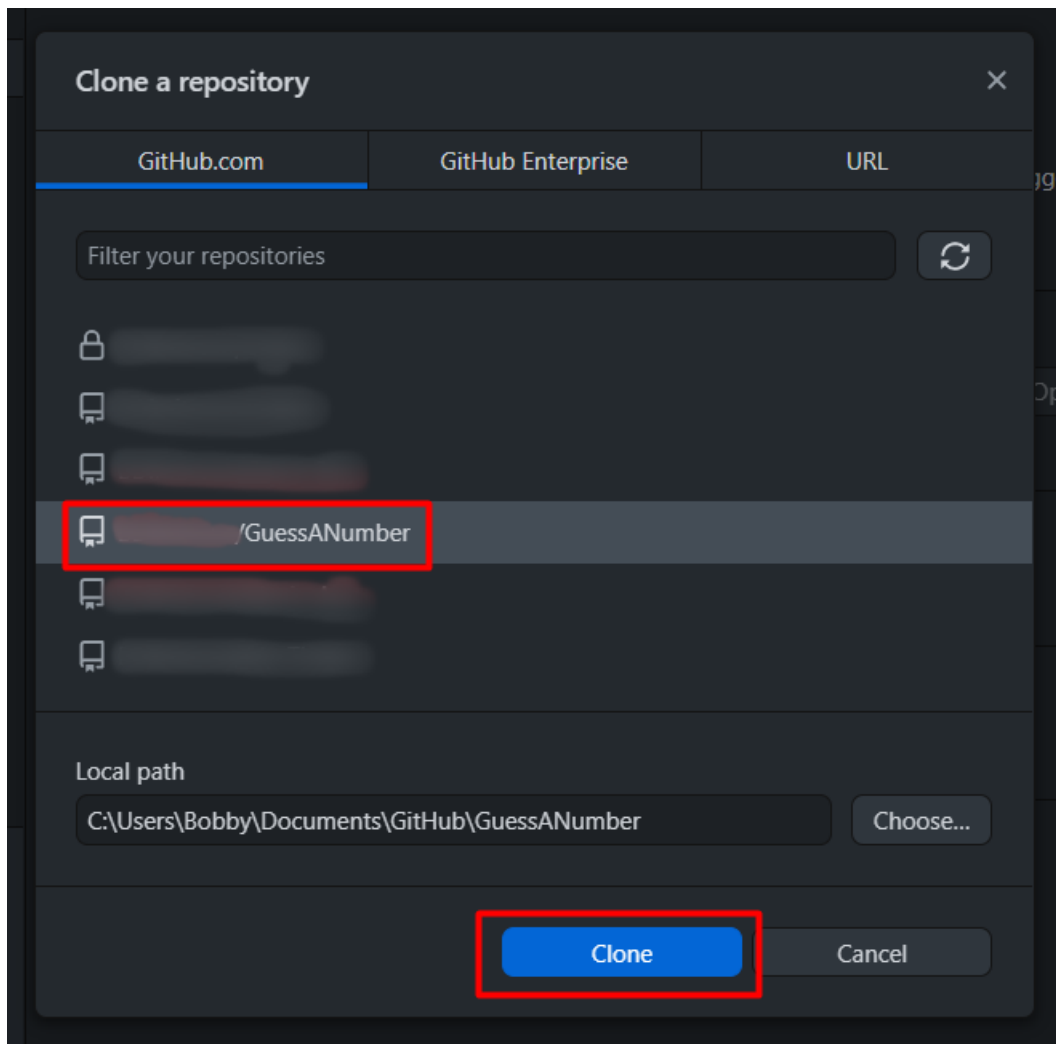 Clone a repository
GitHub.com GitHub Enterprise URL
Filter your repositories
/GuessANumber
Local path
C:\Users\Bobby\Documents\GitHub\GuessANumber Choose...
Clone Cancel